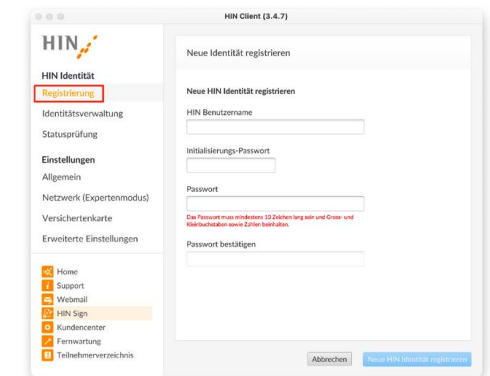 HIN Client (3.4.7)
HIN
HIN Identität
Registrierung
Identitätsverwaltung
Statusprüfung
Einstellungen
Allgemein
Netzwerk (Expertenmodus)
Versichertenkarte
Erweiterte Einstellungen
Home
Support
Webmail
HIN Sign
Kundencenter
Fernwartung
Teilnehmerverzeichnis
Neue Identität registrieren
Neue HIN Identität registrieren
HIN Benutzername
Initialisierungs-Passwort
Passwort
Das Passwort muss mindestens 10 Zeichen lang sein und Gross- und
Kleinbuchstaben sowie Zahlen beinhalten.
Passwort bestätigen
Abbrechen
Neue HIN Identität registrieren